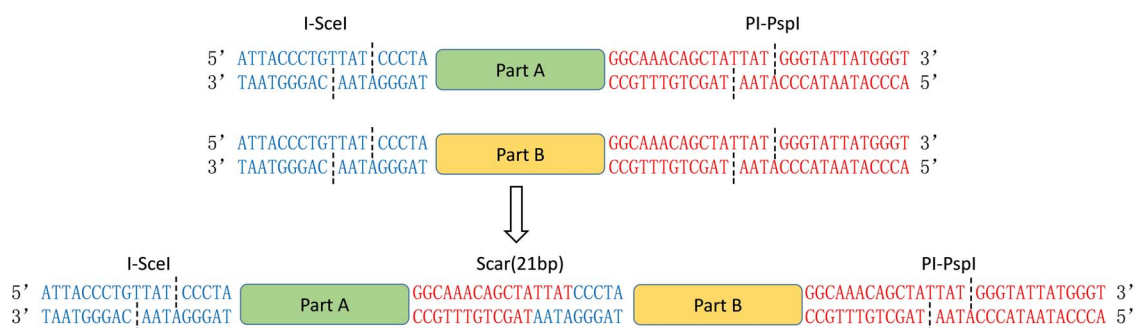 I-SceI PI-PspI
5' ATTACCCTGTTAT CCCTA Part A GGCAAACAGCTATTAT GGGTATTATGGGT 3'
3' TAATGGGAC AATAGGGAT CCGTTTGTCGAT AATACCCATAATACCCA 5'
5' ATTACCCTGTTAT CCCTA Part B GGCAAACAGCTATTAT GGGTATTATGGGT 3'
3' TAATGGGAC AATAGGGAT CCGTTTGTCGAT AATACCCATAATACCCA 5'
I-SceI Scar(21bp) PI-PspI
5' ATTACCCTGTTAT CCCTA Part A GGCAAACAGCTATTATCCCTA Part B GGCAAACAGCTATTAT GGGTATTATGGGT 3'
3' TAATGGGAC AATAGGGAT CCGTTTGTCGATAATAGGGAT CCGTTTGTCGAT AATACCCATAATACCCA 5'